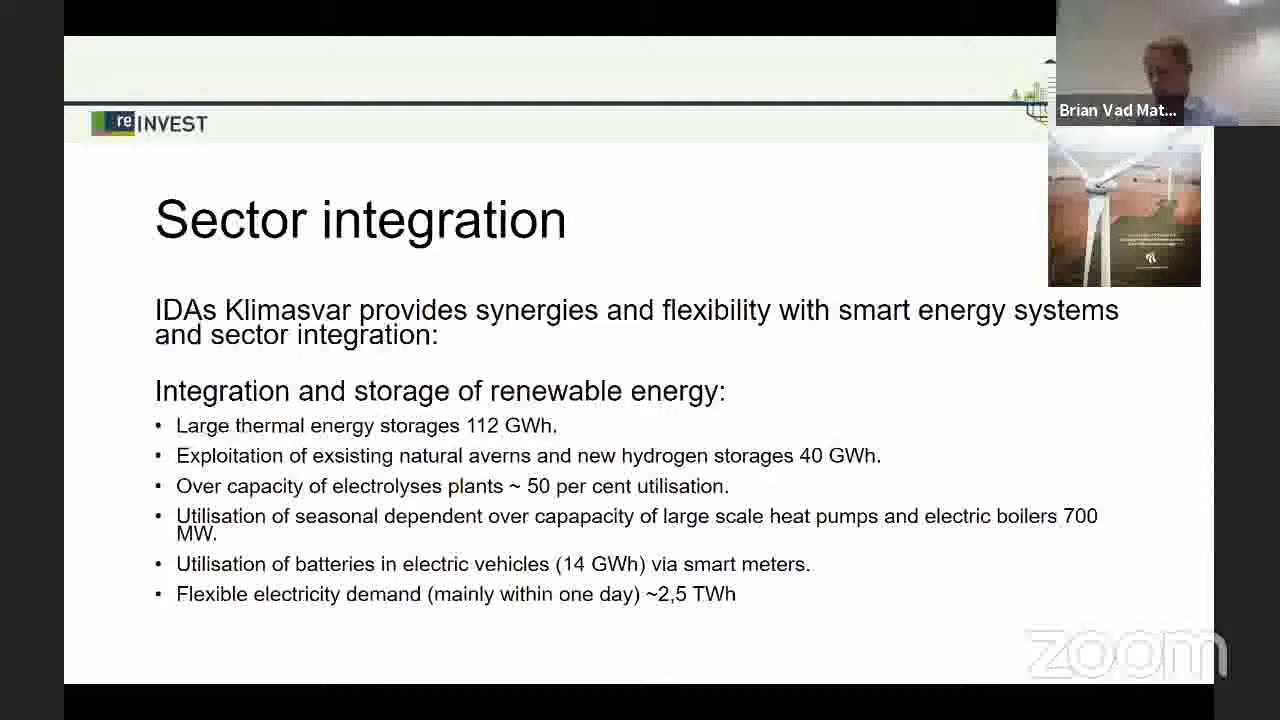 Brian Vad Mat...
re INVEST
Sector integration
IDAs Klimasvar provides synergies and flexibility with smart energy systems
and sector integration:
Integration and storage of renewable energy:
• Large thermal energy storages 112 GWh.
• Exploitation of exsisting natural averns and new hydrogen storages 40 GWh.
• Over capacity of electrolyses plants ~ 50 per cent utilisation.
• Utilisation of seasonal dependent over capapacity of large scale heat pumps and electric boilers 700
MW.
• Utilisation of batteries in electric vehicles (14 GWh) via smart meters.
• Flexible electricity demand (mainly within one day) ~2,5 TWh
zoom